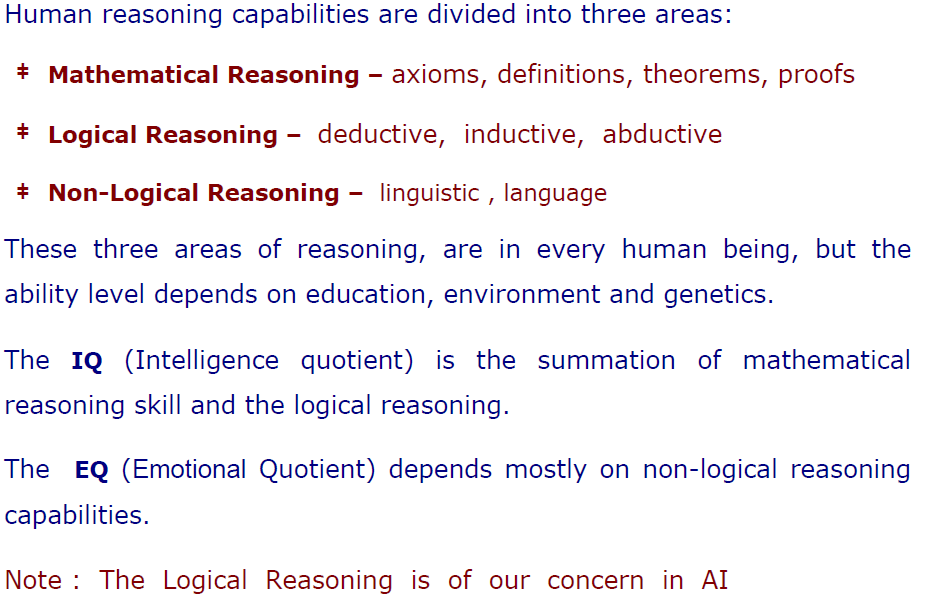 Human reasoning capabilities are divided into three areas:
‡ Mathematical Reasoning – axioms, definitions, theorems, proofs
‡ Logical Reasoning – deductive, inductive, abductive
‡ Non-Logical Reasoning – linguistic , language
These three areas of reasoning, are in every human being, but the
ability level depends on education, environment and genetics.
The IQ (Intelligence quotient) is the summation of mathematical
reasoning skill and the logical reasoning.
The EQ (Emotional Quotient) depends mostly on non-logical reasoning
capabilities.
Note : The Logical Reasoning is of our concern in AI